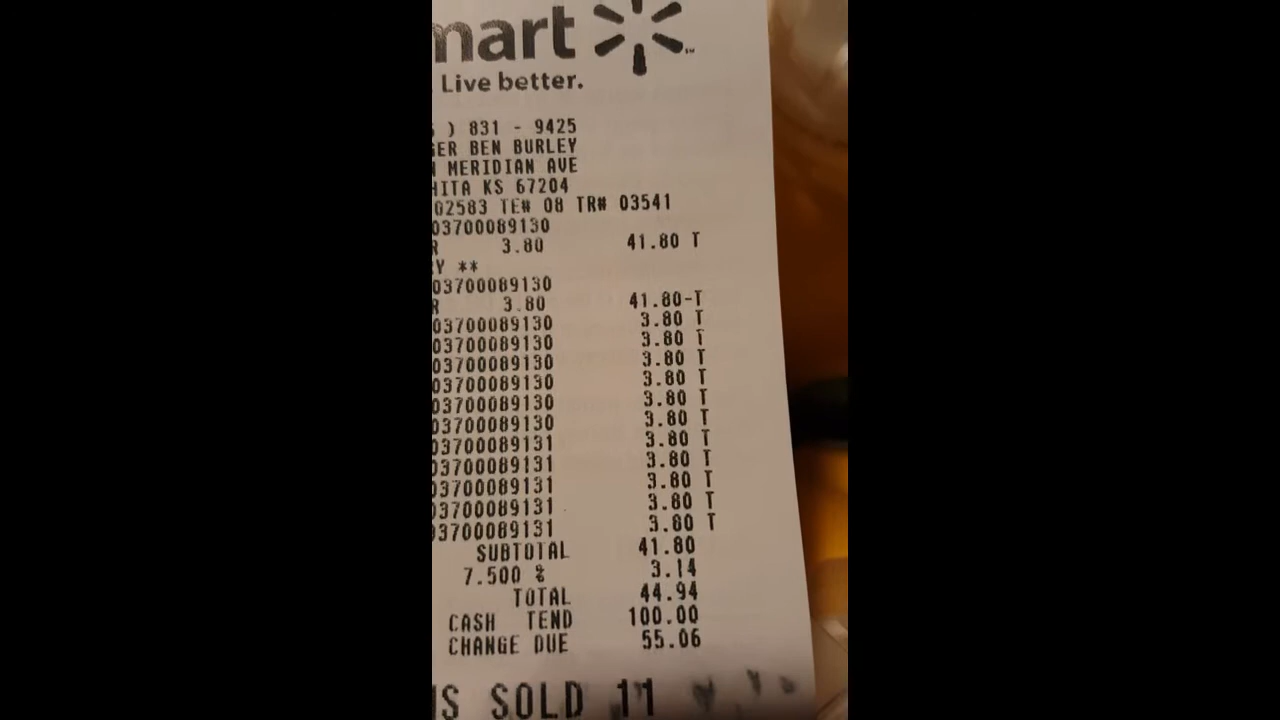 mart
Live better.
) 831 - 9425
GER BEN BURLEY
MERIDIAN AVE
HITA KS 67204
02583 TE# 08 TR# 03541
03700089130
R 3.80 41.80 T
Y **
03700089130
R 3.80 41.80-T
03700089130 3.80 T
03700089130 3.80 T
03700089130 3.80 T
03700089130 3.80 T
03700089130 3.80 T
03700089130 3.80 T
03700089131 3.80 T
03700089131 3.80 T
03700089131 3.80 T
03700089131 3.80 T
03700089131 3.80 T
SUBTOTAL 41.80
7.500 % 3.14
TOTAL 44.94
CASH TEND 100.00
CHANGE DUE 55.06
S SOLD 11